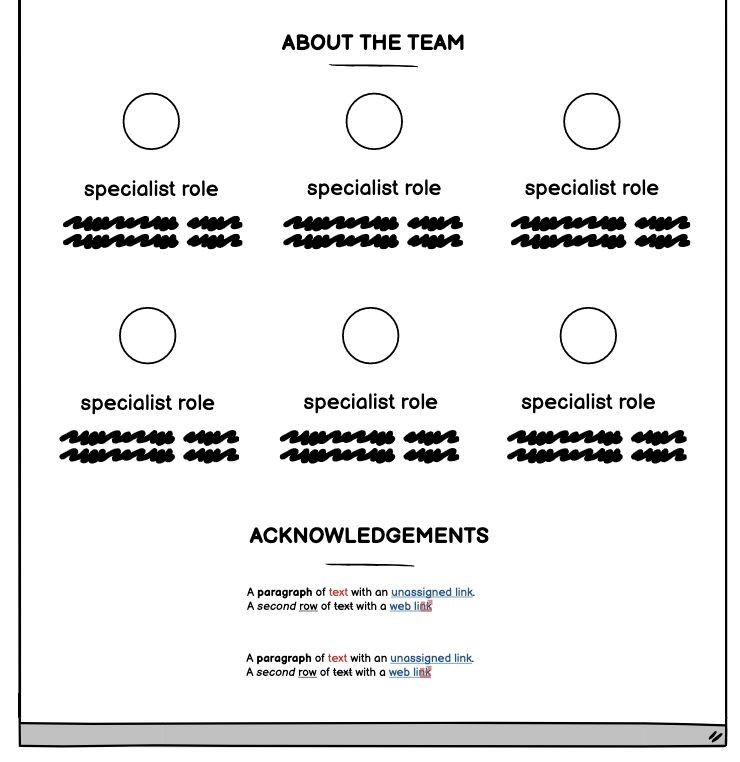 ABOUT THE TEAM
specialist role specialist role specialist role
specialist role specialist role specialist role
ACKNOWLEDGEMENTS
A paragraph of text with an unassigned link.
A second row of text with a web link
A paragraph of text with an unassigned link.
A second row of text with a web link